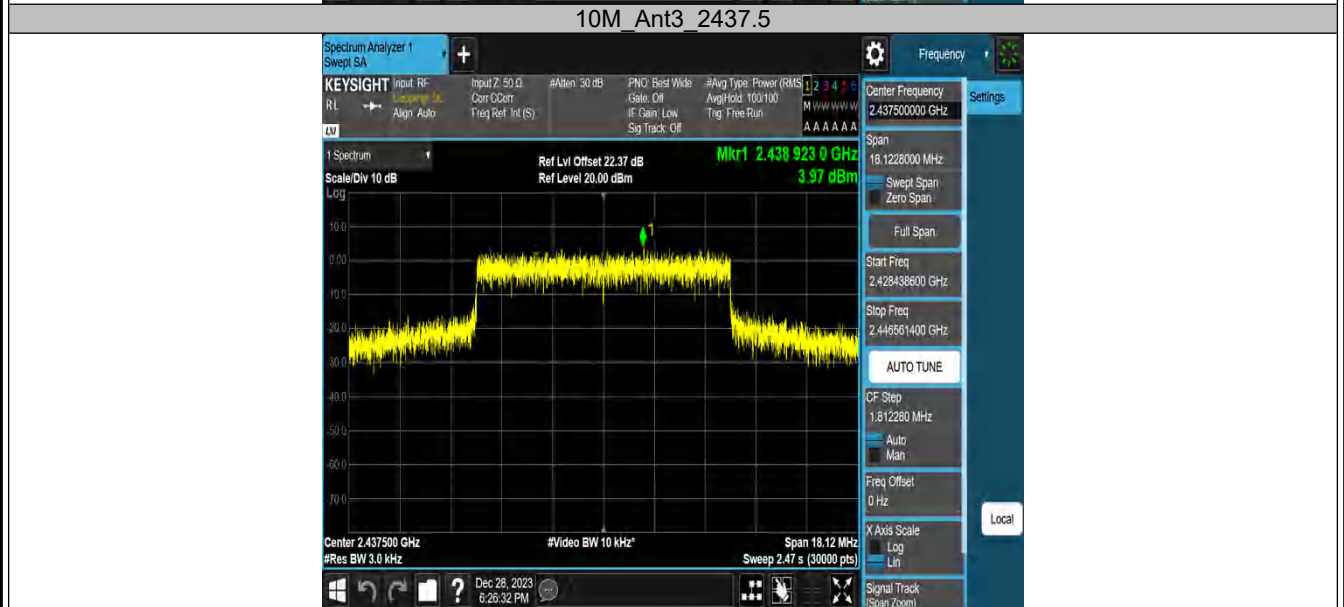 10M_Ant3_2437.5
Spectrum Analyzer 1
Swept SA
+
Frequency
KEYSIGHT
Input: RF
Input Z: 50 Ω
#Atten: 30 dB
PNO: Best Wide
#Avg Type: Power (RMS
1 2 3 4 5 6
RL
Corr CCorr
Gate: Off
Avg|Hold: 100/100
M W W W W W
Align: Auto
Freq Ref: Int (S)
IF Gain: Low
Trig: Free Run
LXI
Sig Track: Off
A A A A A A
Center Frequency
2.437500000 GHz
Settings
1 Spectrum
Ref Lvl Offset 22.37 dB
Mkr1 2.438 923 0 GHz
Scale/Div 10 dB
Ref Level 20.00 dBm
3.97 dBm
Log
Span
18.1228000 MHz
Swept Span
Zero Span
10.0
1
Full Span
0.00
Start Freq
2.428438600 GHz
-10.0
-20.0
Stop Freq
2.446561400 GHz
-30.0
AUTO TUNE
-40.0
CF Step
1.812280 MHz
-50.0
Auto
Man
-60.0
Freq Offset
0 Hz
-70.0
Local
X Axis Scale
Log
Lin
Center 2.437500 GHz
#Video BW 10 kHz*
Span 18.12 MHz
#Res BW 3.0 kHz
Sweep 2.47 s (30000 pts)
?
Dec 28, 2023
6:26:32 PM
Signal Track
(Span Zoom)